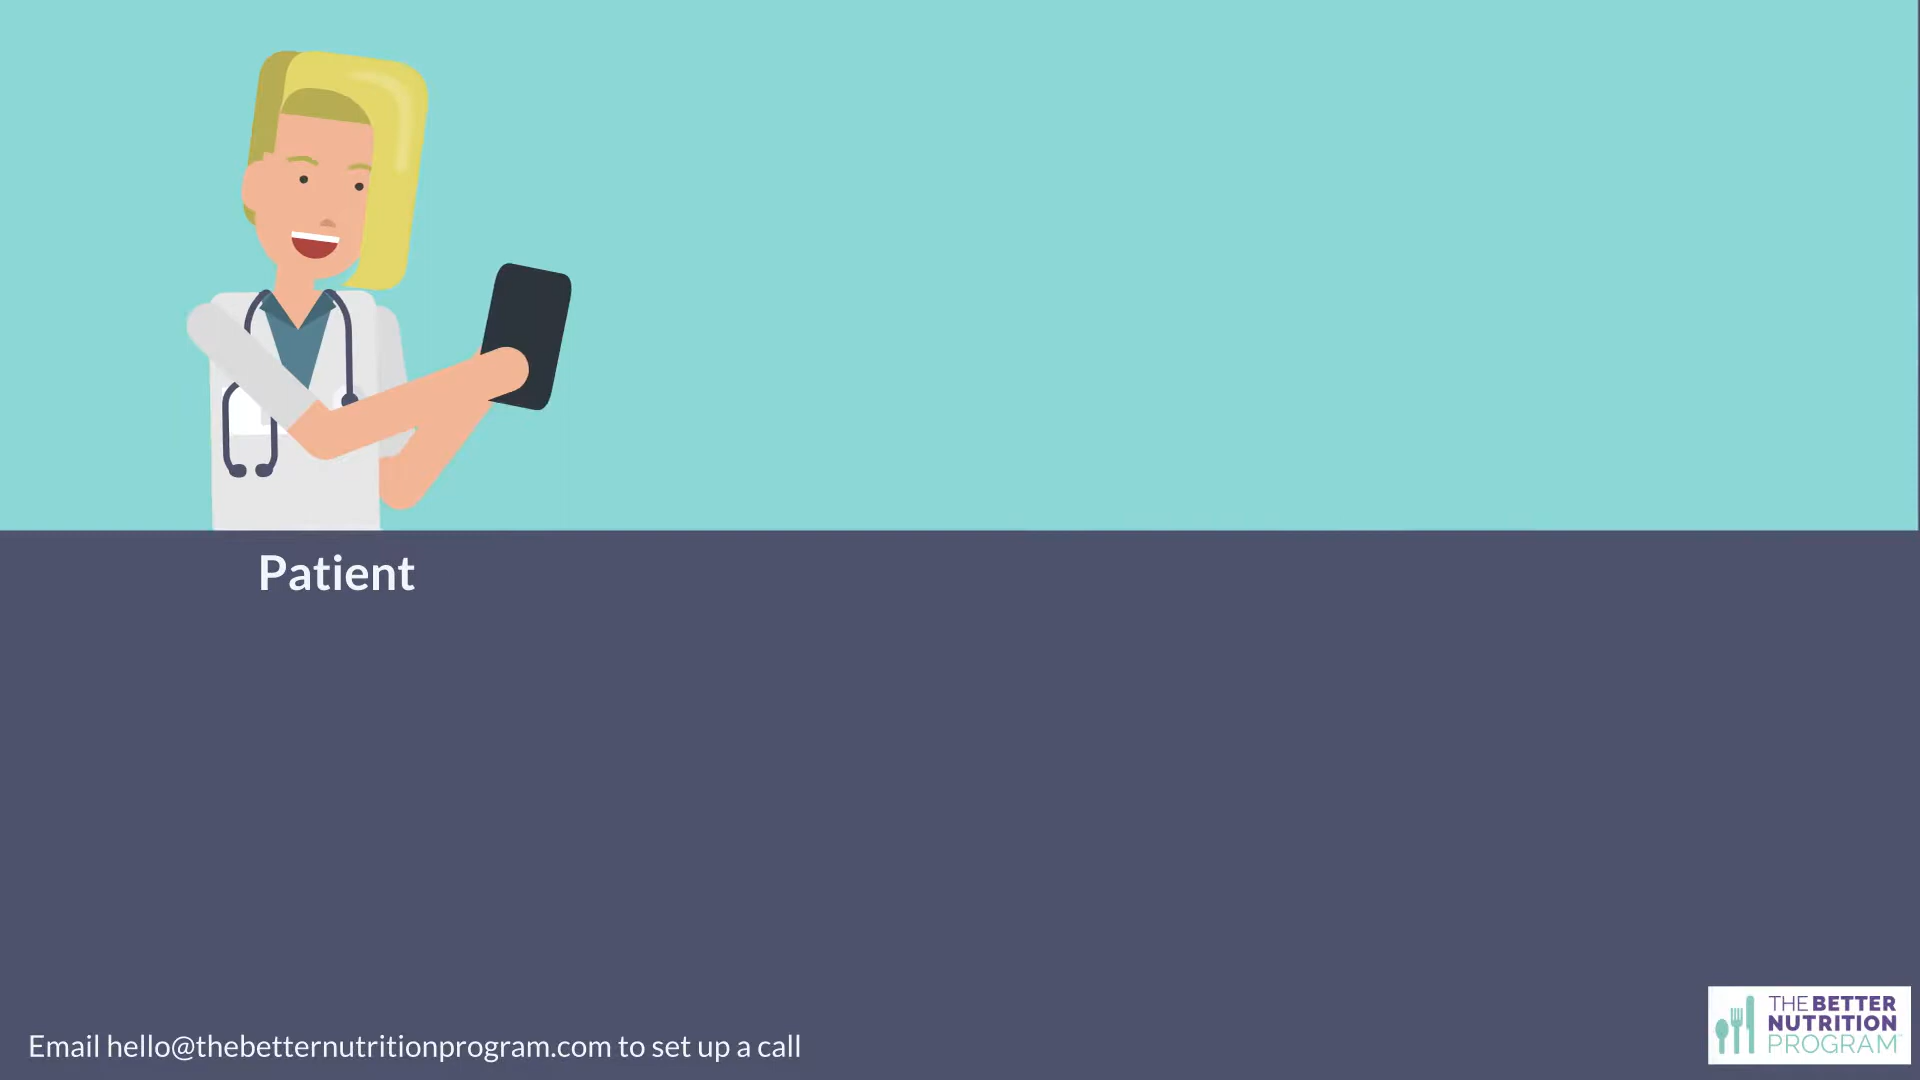 Patient
Email hello@thebetternutritionprogram.com to set up a call
THE BETTER
NUTRITION
PROGRAM